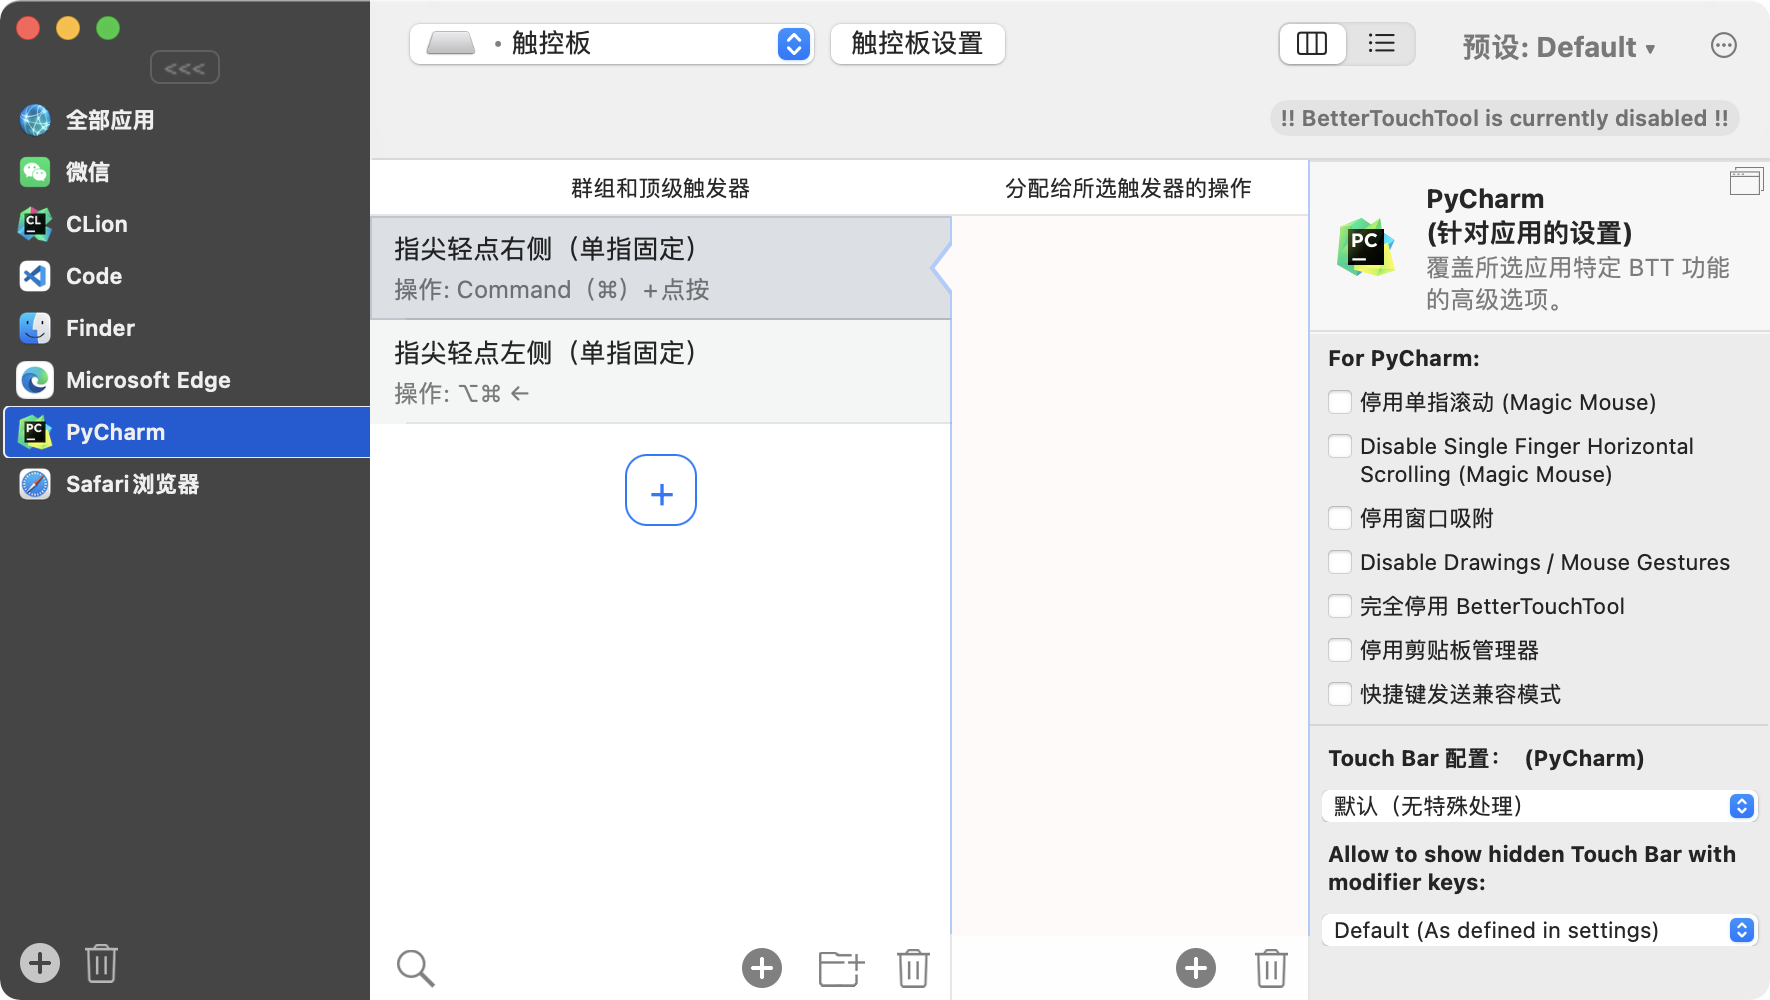 <<<
全部应用
微信
CLion
Code
Finder
Microsoft Edge
PyCharm
Safari浏览器
• 触控板
触控板设置
预设: Default ▾
!! BetterTouchTool is currently disabled !!
群组和顶级触发器
分配给所选触发器的操作
指尖轻点右侧（单指固定）
操作: Command（⌘）+点按
指尖轻点左侧（单指固定）
操作: ⌥⌘ ←
+
PyCharm
(针对应用的设置)
覆盖所选应用特定 BTT 功能
的高级选项。
For PyCharm:
停用单指滚动 (Magic Mouse)
Disable Single Finger Horizontal
Scrolling (Magic Mouse)
停用窗口吸附
Disable Drawings / Mouse Gestures
完全停用 BetterTouchTool
停用剪贴板管理器
快捷键发送兼容模式
Touch Bar 配置： (PyCharm)
默认（无特殊处理）
Allow to show hidden Touch Bar with
modifier keys:
Default (As defined in settings)